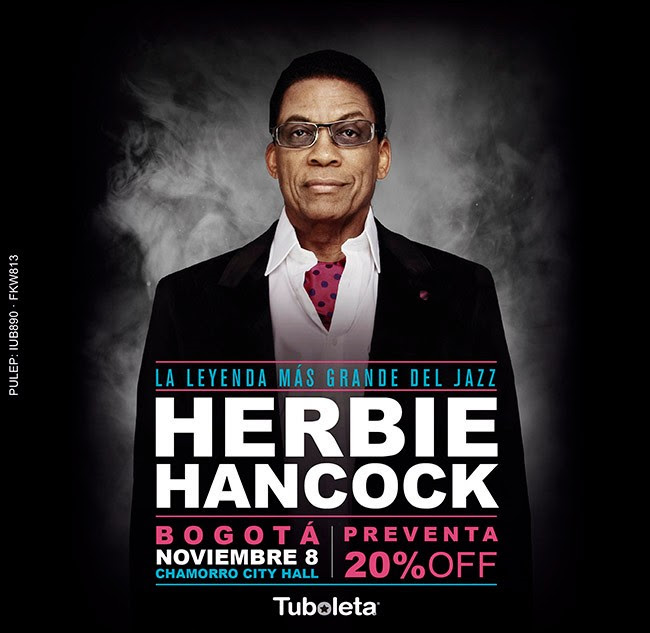 PULEP: IUB890 · FKW813
LA LEYENDA MÁS GRANDE DEL JAZZ
HERBIE
HANCOCK
BOGOTÁ
NOVIEMBRE 8
CHAMORRO CITY HALL
PREVENTA
20%OFF
Tuboleta